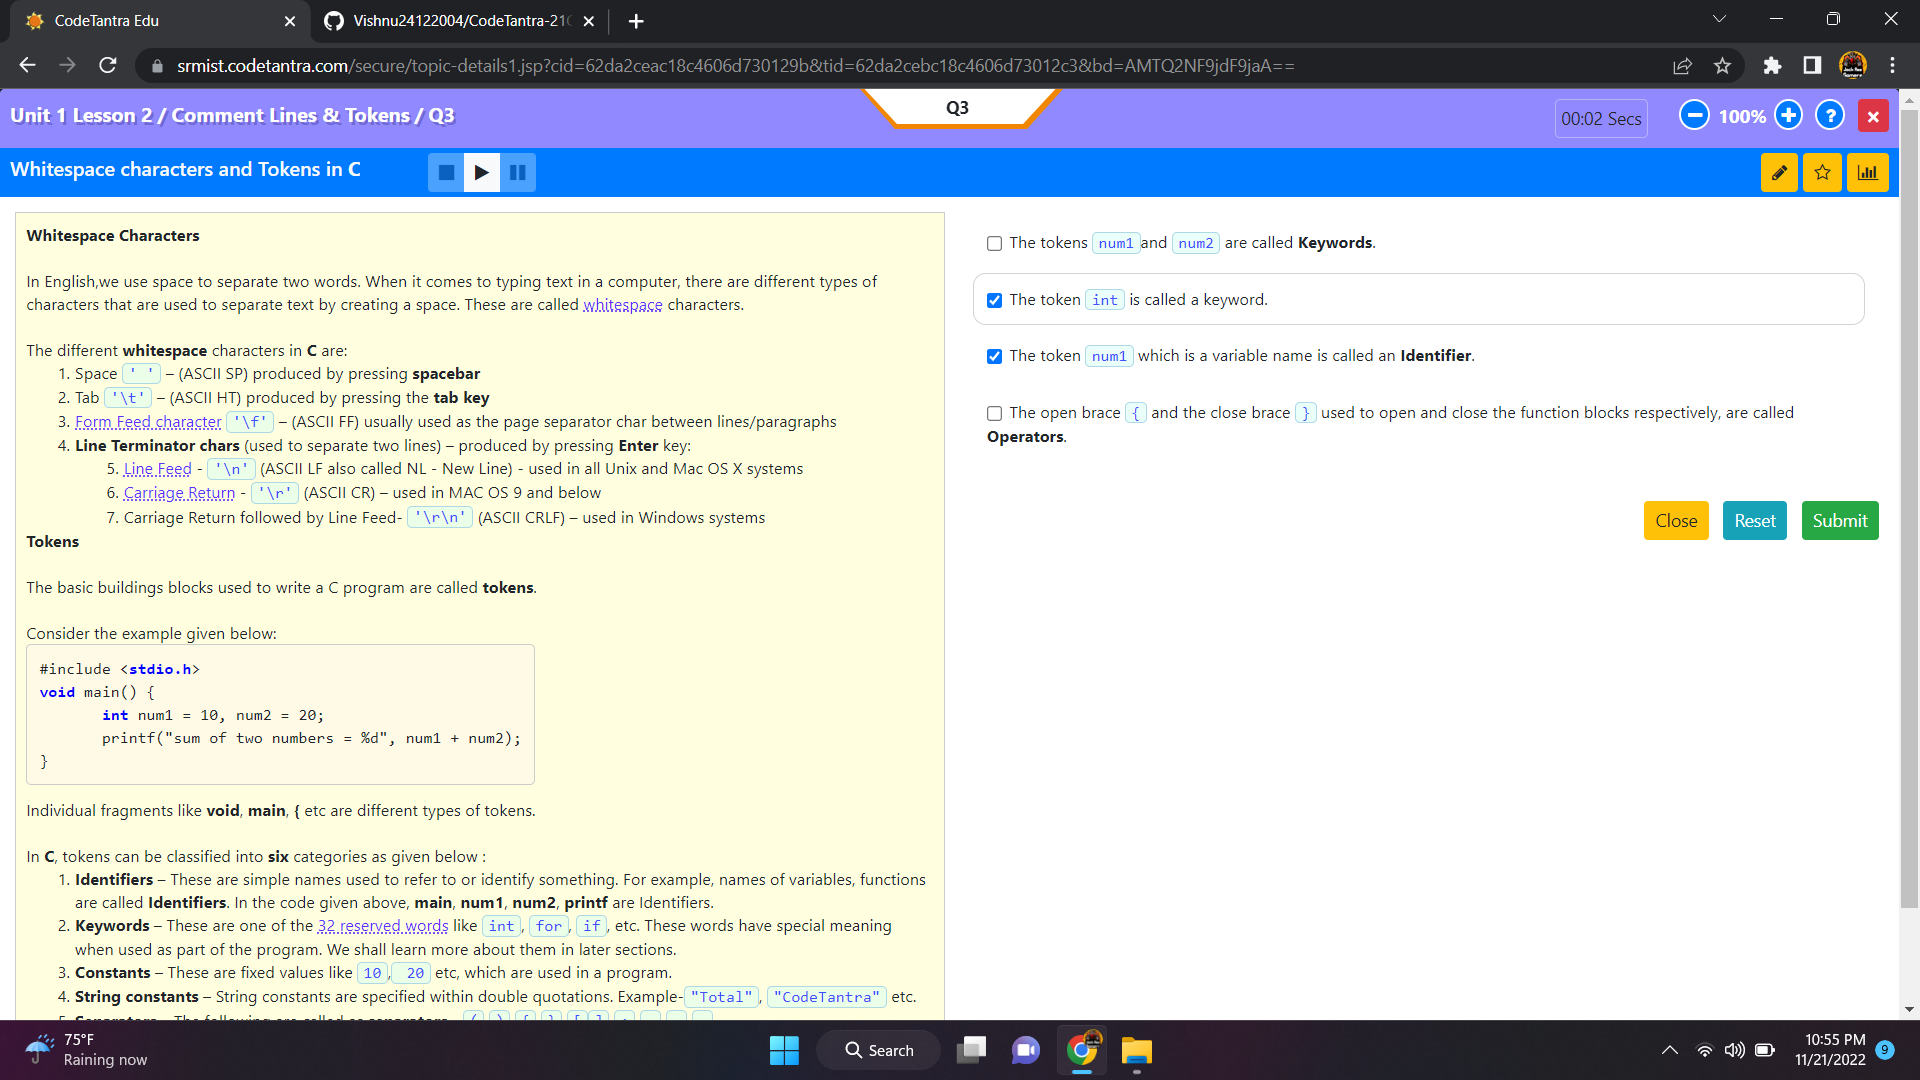 CodeTantra Edu
Vishnu24122004/CodeTantra-21
srmist.codetantra.com/secure/topic-details1.jsp?cid=62da2ceac18c4606d730129b&tid=62da2cebc18c4606d73012c3&bd=AMTQ2NF9jdF9jaA==
Unit 1 Lesson 2 / Comment Lines & Tokens / Q3
Q3
00:02 Secs
100%
?
Whitespace characters and Tokens in C
Whitespace Characters
In English,we use space to separate two words. When it comes to typing text in a computer, there are different types of
characters that are used to separate text by creating a space. These are called whitespace characters.
The different whitespace characters in C are:
1. Space ' ' – (ASCII SP) produced by pressing spacebar
2. Tab '\t' – (ASCII HT) produced by pressing the tab key
3. Form Feed character '\f' – (ASCII FF) usually used as the page separator char between lines/paragraphs
4. Line Terminator chars (used to separate two lines) – produced by pressing Enter key:
5. Line Feed - '\n' (ASCII LF also called NL - New Line) - used in all Unix and Mac OS X systems
6. Carriage Return - '\r' (ASCII CR) – used in MAC OS 9 and below
7. Carriage Return followed by Line Feed- '\r\n' (ASCII CRLF) – used in Windows systems
Tokens
The basic buildings blocks used to write a C program are called tokens.
Consider the example given below:
#include <stdio.h>
void main() {
int num1 = 10, num2 = 20;
printf("sum of two numbers = %d", num1 + num2);
}
Individual fragments like void, main, { etc are different types of tokens.
In C, tokens can be classified into six categories as given below :
1. Identifiers – These are simple names used to refer to or identify something. For example, names of variables, functions
are called Identifiers. In the code given above, main, num1, num2, printf are Identifiers.
2. Keywords – These are one of the 32 reserved words like int, for, if, etc. These words have special meaning
when used as part of the program. We shall learn more about them in later sections.
3. Constants – These are fixed values like 10, 20 etc, which are used in a program.
4. String constants – String constants are specified within double quotations. Example- "Total", "CodeTantra" etc.
The tokens num1 and num2 are called Keywords.
The token int is called a keyword.
The token num1 which is a variable name is called an Identifier.
The open brace { and the close brace } used to open and close the function blocks respectively, are called
Operators.
Close
Reset
Submit
75°F
Raining now
Search
10:55 PM
11/21/2022
9